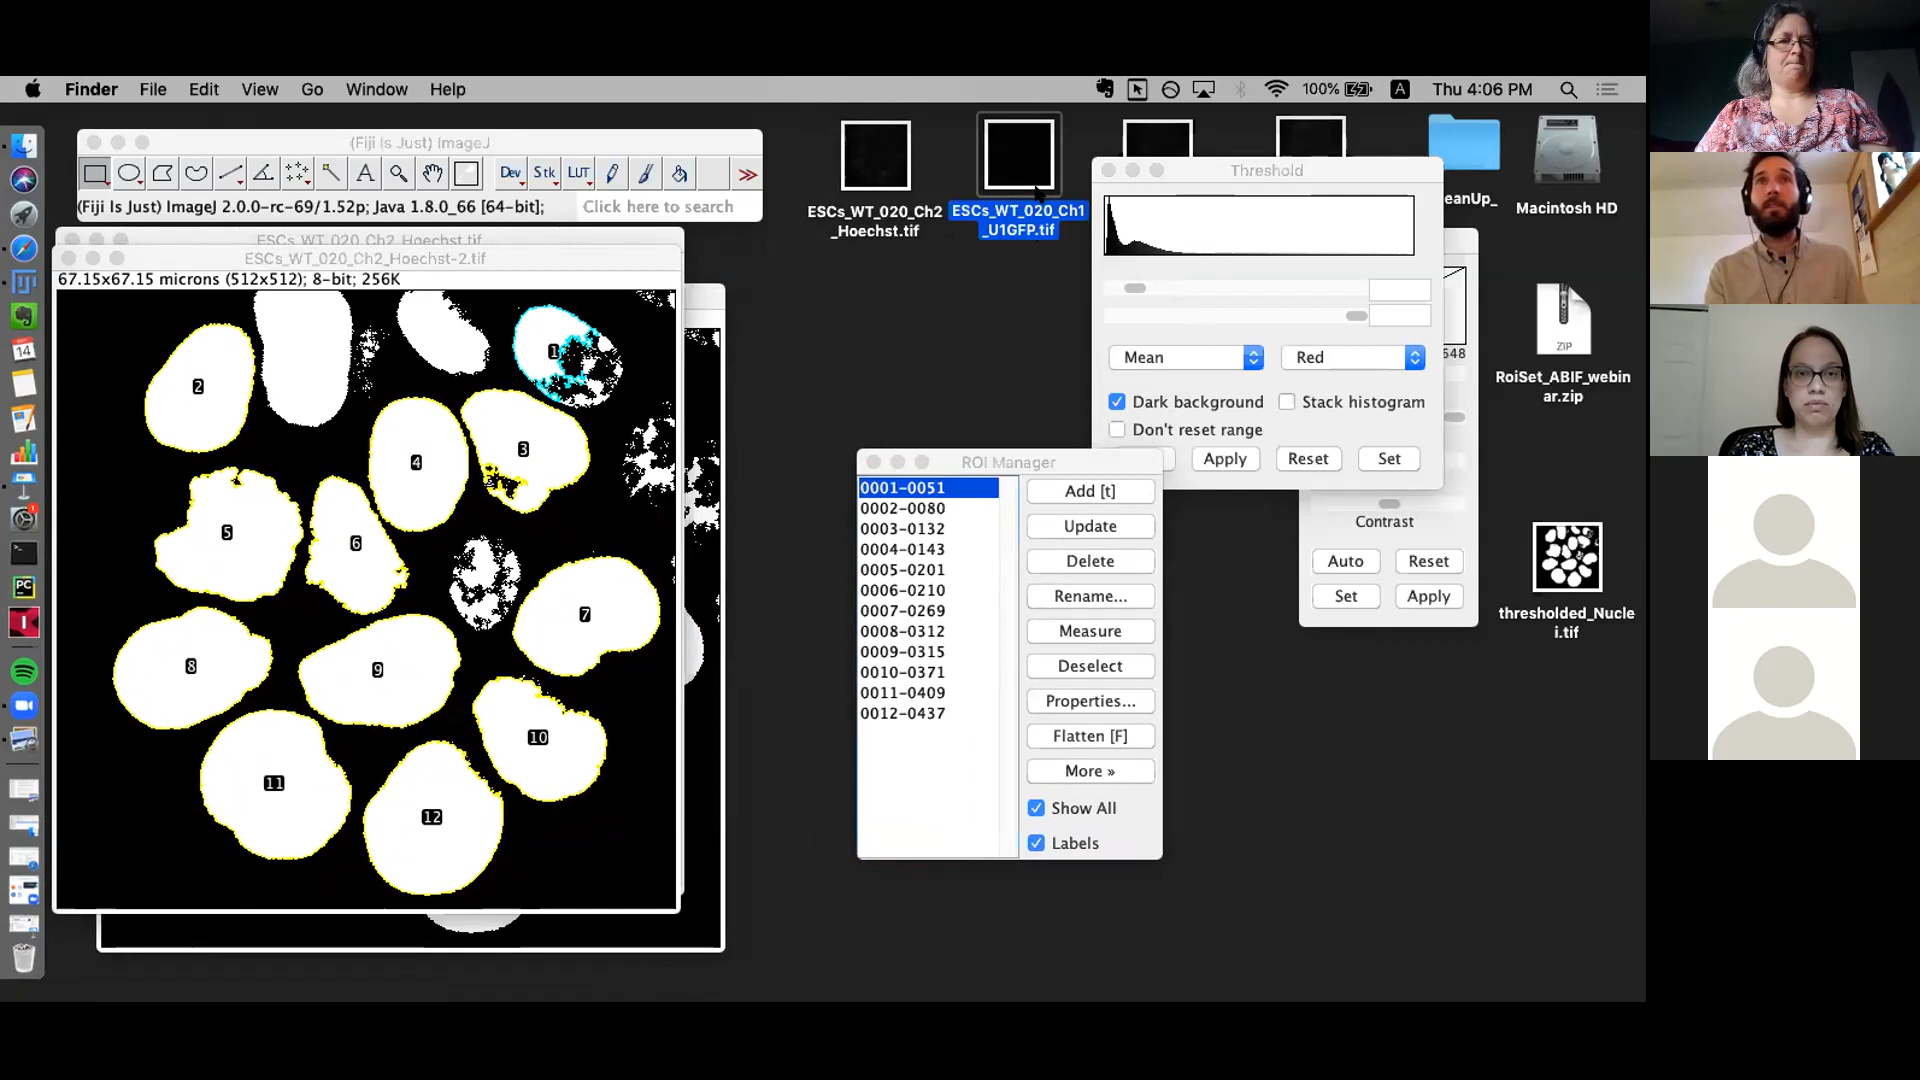 Finder File Edit View Go Window Help
100% A Thu 4:06 PM
(Fiji Is Just) ImageJ
Dev Stk LUT
(Fiji Is Just) ImageJ 2.0.0-rc-69/1.52p; Java 1.8.0_66 [64-bit];
Click here to search
ESCs_WT_020_Ch2_Hoechst.tif
ESCs_WT_020_Ch2_Hoechst-2.tif
67.15x67.15 microns (512x512); 8-bit; 256K
1
2
3
4
5
6
7
8
9
10
11
12
ESCs_WT_020_Ch2
_Hoechst.tif
ESCs_WT_020_Ch1
_U1GFP.tif
eanUp_
Macintosh HD
Threshold
Mean
Red
Dark background
Stack histogram
Don't reset range
Apply
Reset
Set
648
Contrast
Auto
Reset
Set
Apply
ZIP
RoiSet_ABIF_webin
ar.zip
thresholded_Nucle
i.tif
ROI Manager
0001-0051
0002-0080
0003-0132
0004-0143
0005-0201
0006-0210
0007-0269
0008-0312
0009-0315
0010-0371
0011-0409
0012-0437
Add [t]
Update
Delete
Rename...
Measure
Deselect
Properties...
Flatten [F]
More »
Show All
Labels
MAY
14
1
PC
I